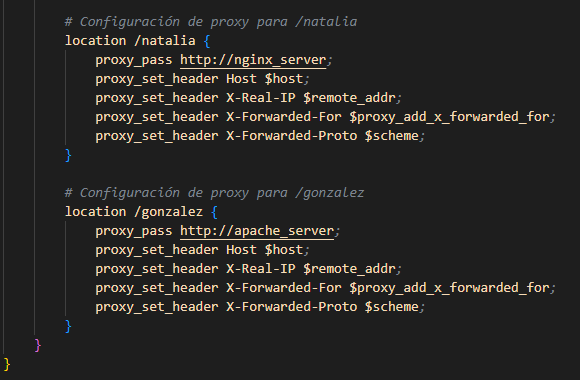 # Configuración de proxy para /natalia
location /natalia {
proxy_pass http://nginx_server;
proxy_set_header Host $host;
proxy_set_header X-Real-IP $remote_addr;
proxy_set_header X-Forwarded-For $proxy_add_x_forwarded_for;
proxy_set_header X-Forwarded-Proto $scheme;
}
# Configuración de proxy para /gonzalez
location /gonzalez {
proxy_pass http://apache_server;
proxy_set_header Host $host;
proxy_set_header X-Real-IP $remote_addr;
proxy_set_header X-Forwarded-For $proxy_add_x_forwarded_for;
proxy_set_header X-Forwarded-Proto $scheme;
}
}
}